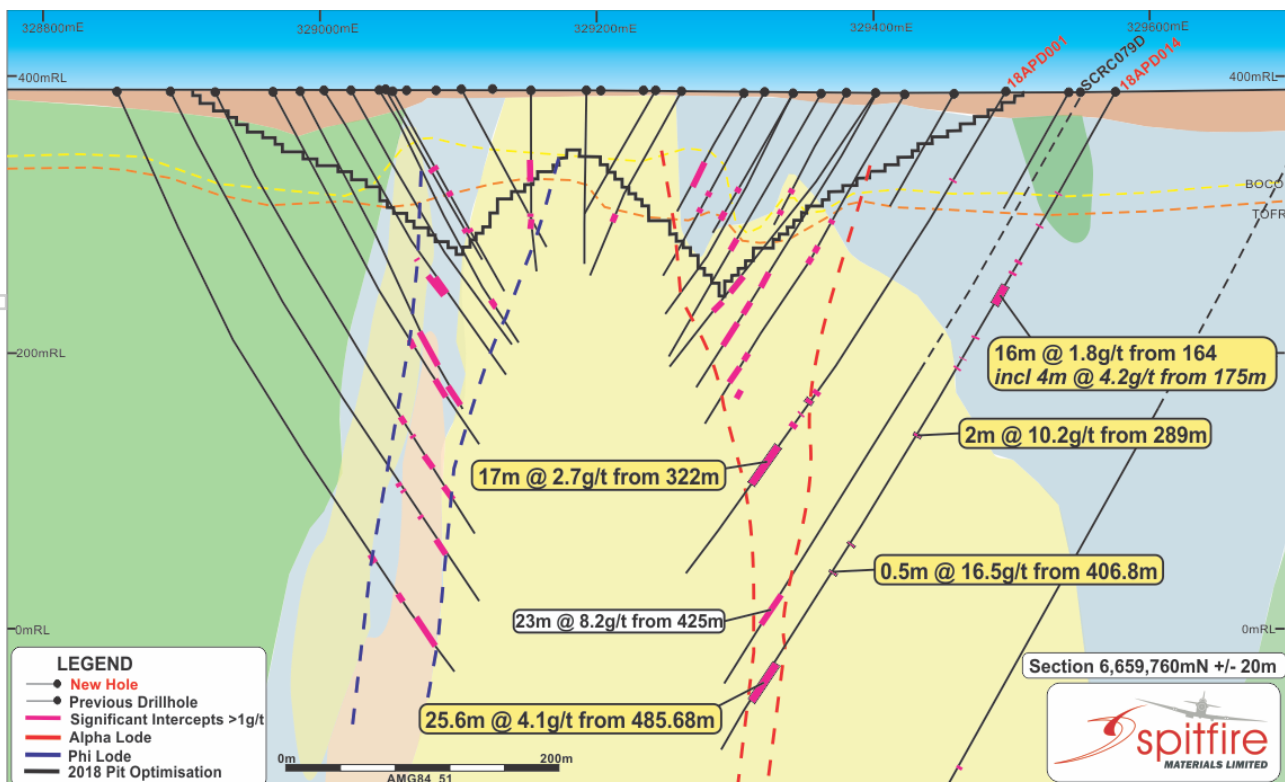 328800mE
329000mE
329200mE
329400mE
329600mE
18APD001
SCRC079D
18APD014
400mRL
400mRL
BOCO
TOFR
200mRL
200mRL
16m @ 1.8g/t from 164
incl 4m @ 4.2g/t from 175m
2m @ 10.2g/t from 289m
17m @ 2.7g/t from 322m
0.5m @ 16.5g/t from 406.8m
23m @ 8.2g/t from 425m
0mRL
0mRL
25.6m @ 4.1g/t from 485.68m
Section 6,659,760mN +/- 20m
LEGEND
New Hole
Previous Drillhole
Significant Intercepts >1g/t
Alpha Lode
Phi Lode
2018 Pit Optimisation
0m
200m
AMG84_51
spitfire
MATERIALS LIMITED